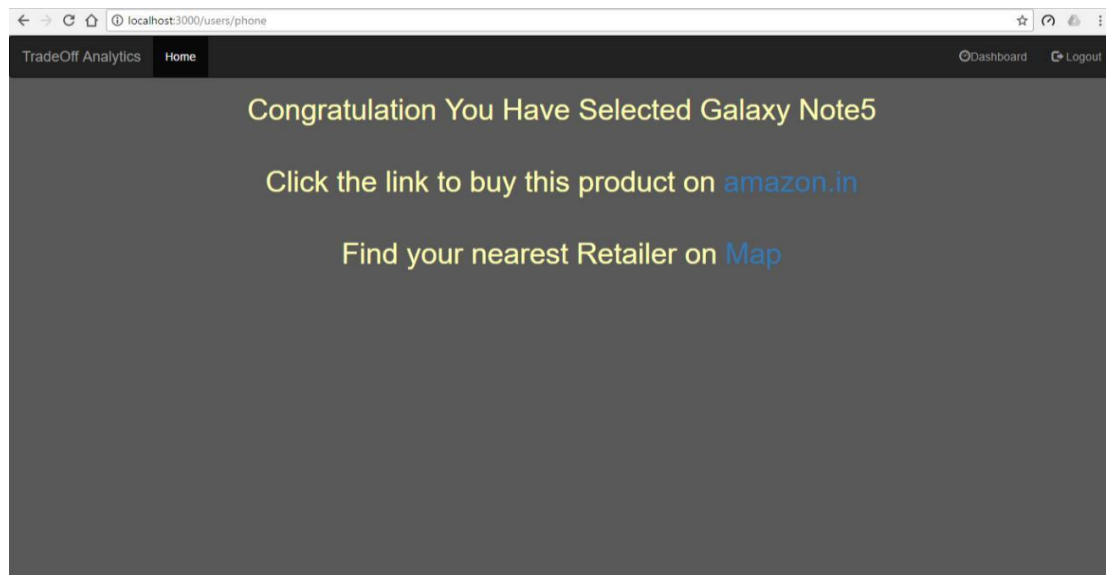 localhost:3000/users/phone
TradeOff Analytics Home Dashboard Logout
Congratulation You Have Selected Galaxy Note5
Click the link to buy this product on amazon.in
Find your nearest Retailer on Map